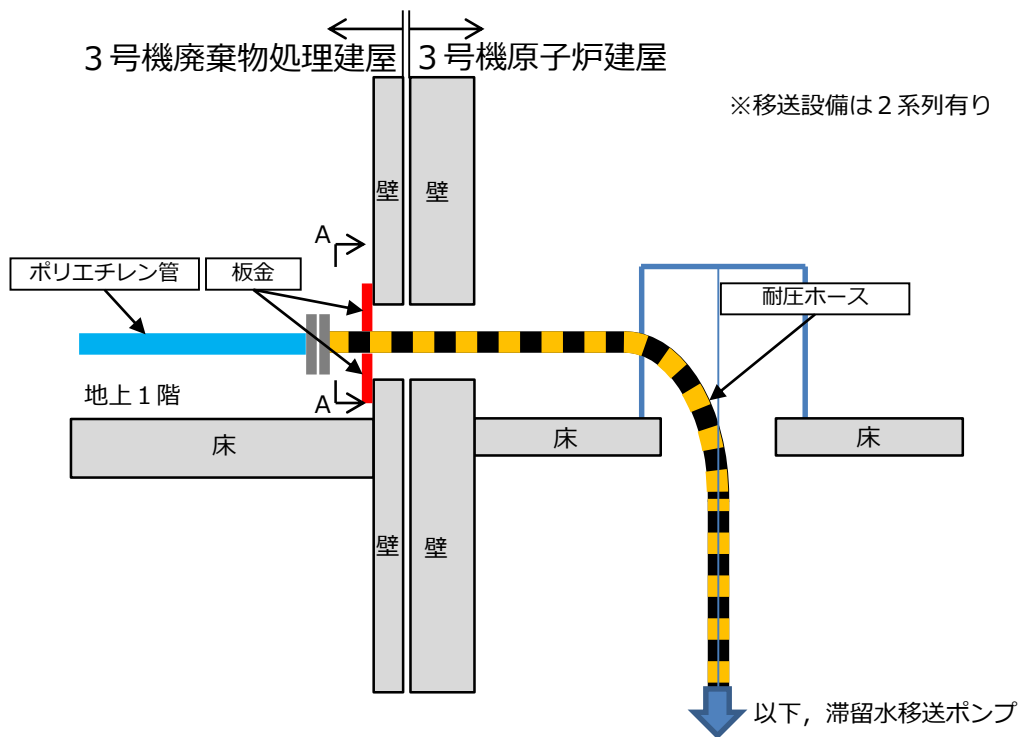 ３号機廃棄物処理建屋
３号機原子炉建屋
※移送設備は２系列有り
壁
壁
A
ポリエチレン管
板金
耐圧ホース
地上１階
A
床
床
床
壁
壁
以下，滞留水移送ポンプ